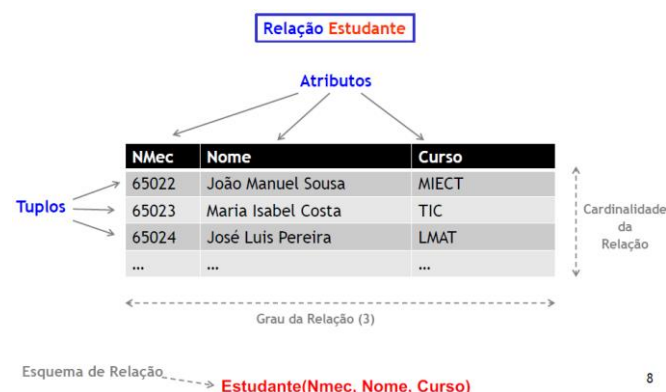 Relação Estudante
Atributos
NMec Nome Curso
65022 João Manuel Sousa MIECT
65023 Maria Isabel Costa TIC
65024 José Luis Pereira LMAT
... ... ...
Tuplos
Cardinalidade
da
Relação
Grau da Relação (3)
Esquema de Relação
Estudante(Nmec, Nome, Curso)
8